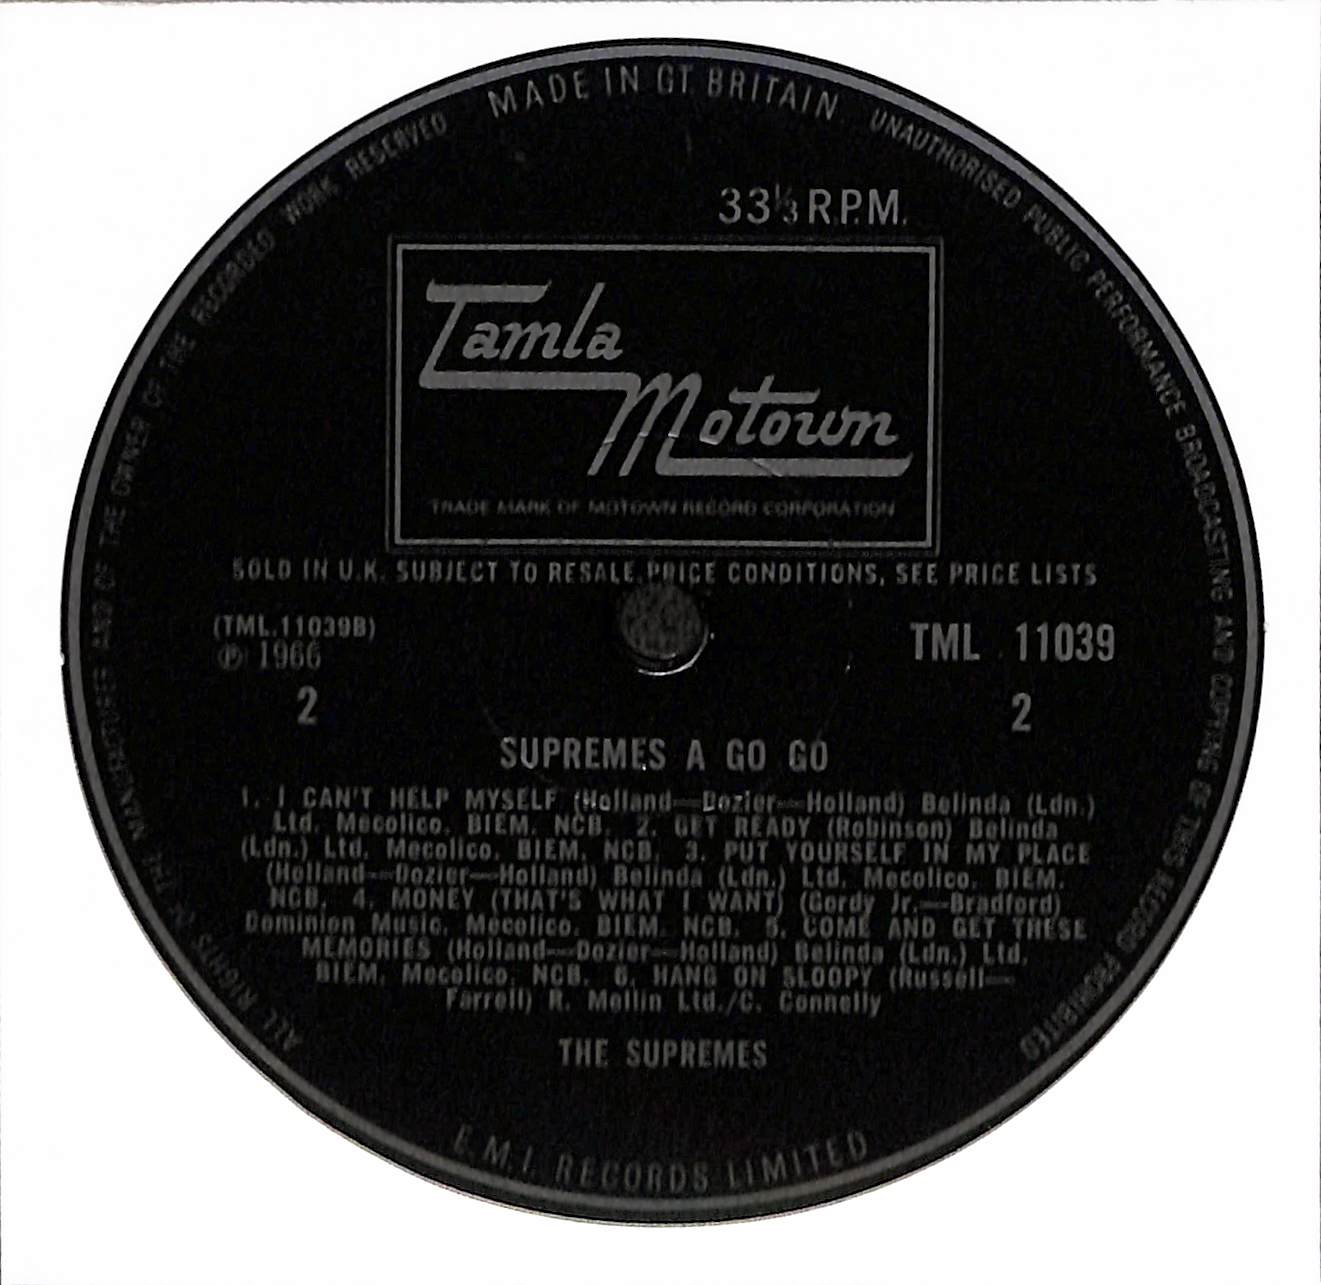 MADE IN GT. BRITAIN
UNAUTHORISED PUBLIC PERFORMANCE BROADCASTING AND COPYING OF THIS RECORD PROHIBITED
ALL RIGHTS OF THE MANUFACTURER AND OF THE OWNER OF THE RECORDED WORK RESERVED
33⅓ R.P.M.
Tamla
Motown
TRADE MARK OF MOTOWN RECORD CORPORATION
SOLD IN U.K. SUBJECT TO RESALE PRICE CONDITIONS, SEE PRICE LISTS
(TML.11039B)
TML 11039
℗ 1966
2
2
SUPREMES A GO GO
1. I CAN'T HELP MYSELF (Holland—Dozier—Holland) Belinda (Ldn.)
Ltd. Mecolico. BIEM. NCB. 2. GET READY (Robinson) Belinda
(Ldn.) Ltd. Mecolico. BIEM. NCB. 3. PUT YOURSELF IN MY PLACE
(Holland—Dozier—Holland) Belinda (Ldn.) Ltd. Mecolico. BIEM.
NCB. 4. MONEY (THAT'S WHAT I WANT) (Gordy Jr.—Bradford)
Dominion Music. Mecolico. BIEM. NCB. 5. COME AND GET THESE
MEMORIES (Holland—Dozier—Holland) Belinda (Ldn.) Ltd.
BIEM. Mecolico. NCB. 6. HANG ON SLOOPY (Russell—
Farrell) R. Mellin Ltd./C. Connelly
THE SUPREMES
E.M.I. RECORDS LIMITED